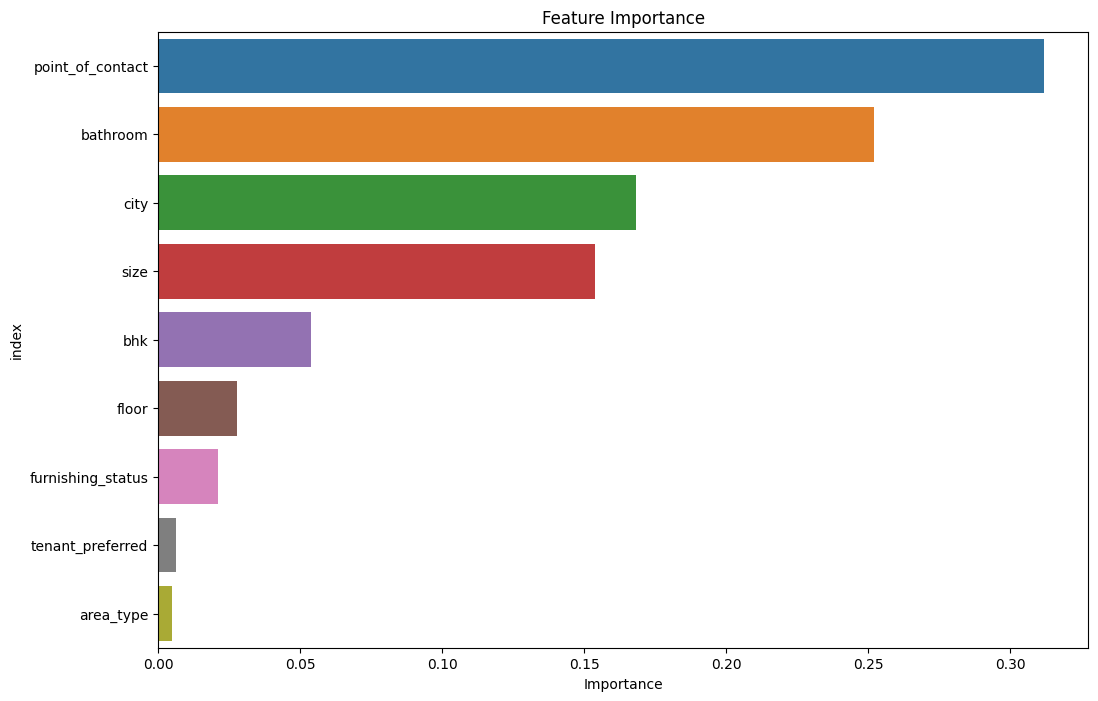 Feature Importance
index
point_of_contact
bathroom
city
size
bhk
floor
furnishing_status
tenant_preferred
area_type
0.00 0.05 0.10 0.15 0.20 0.25 0.30
Importance